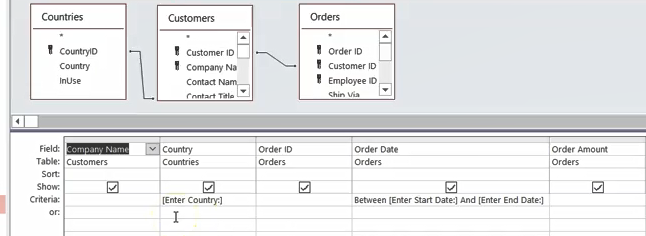 Countries
*
CountryID
Country
InUse
Customers
*
Customer ID
Company Na
Contact Nam
Contact Title
Orders
*
Order ID
Customer ID
Employee ID
Ship Via
Field: Company Name Country Order ID Order Date Order Amount
Table: Customers Countries Orders Orders Orders
Sort:
Show:
Criteria: [Enter Country:] Between [Enter Start Date:] And [Enter End Date:]
or: